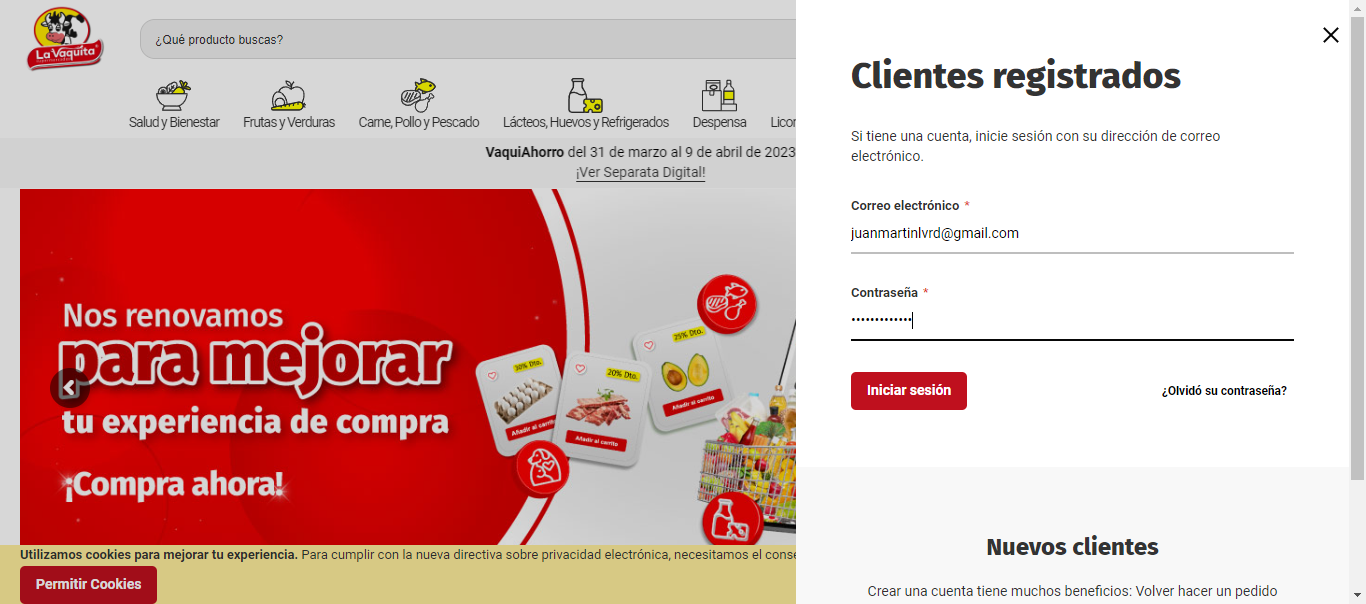 La Vaquita
¿Qué producto buscas?
Salud y Bienestar
Frutas y Verduras
Carne, Pollo y Pescado
Lácteos, Huevos y Refrigerados
Despensa
Licor
VaquiAhorro del 31 de marzo al 9 de abril de 2023
¡Ver Separata Digital!
Nos renovamos
para mejorar
tu experiencia de compra
¡Compra ahora!
30% Dto.
Añadir al carrito
20% Dto.
Añadir al carrito
25% Dto.
Añadir al carrito
Utilizamos cookies para mejorar tu experiencia. Para cumplir con la nueva directiva sobre privacidad electrónica, necesitamos el conse
Permitir Cookies
Clientes registrados
Si tiene una cuenta, inicie sesión con su dirección de correo
electrónico.
Correo electrónico *
juanmartinlvrd@gmail.com
Contraseña *
•••••••••••••
Iniciar sesión
¿Olvidó su contraseña?
Nuevos clientes
Crear una cuenta tiene muchos beneficios: Volver hacer un pedido